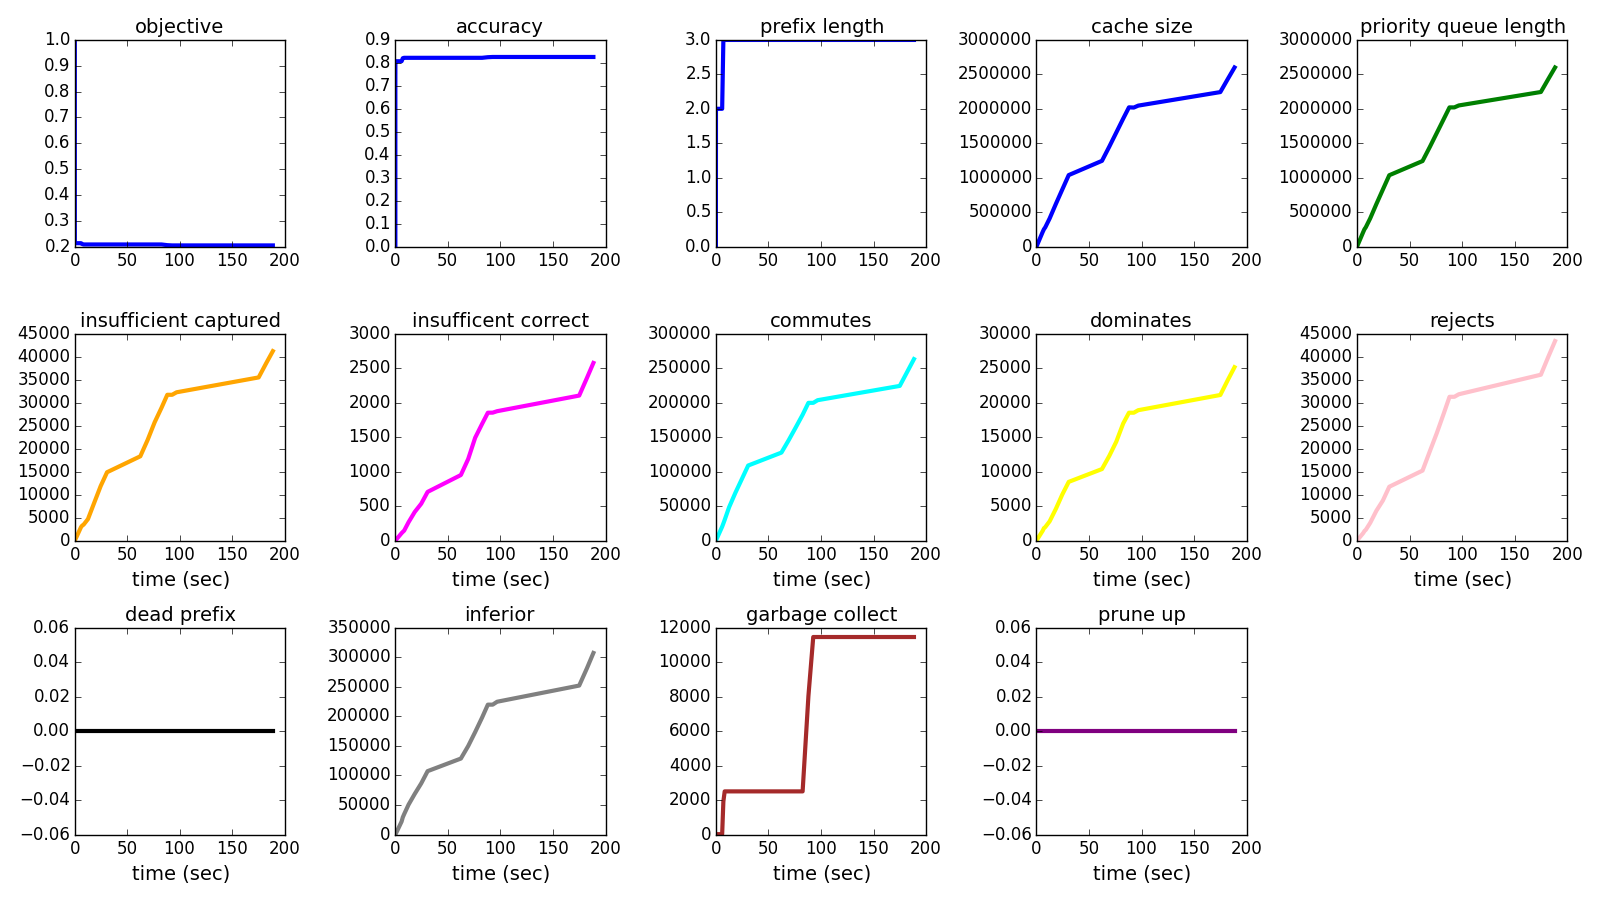 objective accuracy prefix length cache size priority queue length
1.0 0.9 3.0 3000000 3000000
0.9 0.8 2.5 2500000 2500000
0.8 0.7 2.0 2000000 2000000
0.7 0.6 1.5 1500000 1500000
0.6 0.5 1.0 1000000 1000000
0.5 0.4 0.5 500000 500000
0.4 0.3 0.0 0 0
0.3 0.2
0.2 0.1
0.0
0 50 100 150 200 0 50 100 150 200 0 50 100 150 200 0 50 100 150 200 0 50 100 150 200
insufficient captured insufficent correct commutes dominates rejects
45000 3000 300000 30000 45000
40000 2500 250000 25000 40000
35000 2000 200000 20000 35000
30000 1500 150000 15000 30000
25000 1000 100000 10000 25000
20000 500 50000 5000 20000
15000 0 0 0 15000
10000 10000
5000 5000
0 0
0 50 100 150 200 0 50 100 150 200 0 50 100 150 200 0 50 100 150 200 0 50 100 150 200
time (sec) time (sec) time (sec) time (sec) time (sec)
dead prefix inferior garbage collect prune up
0.06 350000 12000 0.06
0.04 300000 10000 0.04
0.02 250000 8000 0.02
0.00 200000 6000 0.00
−0.02 150000 4000 −0.02
−0.04 100000 2000 −0.04
−0.06 50000 0 −0.06
0
0 50 100 150 200 0 50 100 150 200 0 50 100 150 200 0 50 100 150 200
time (sec) time (sec) time (sec) time (sec)